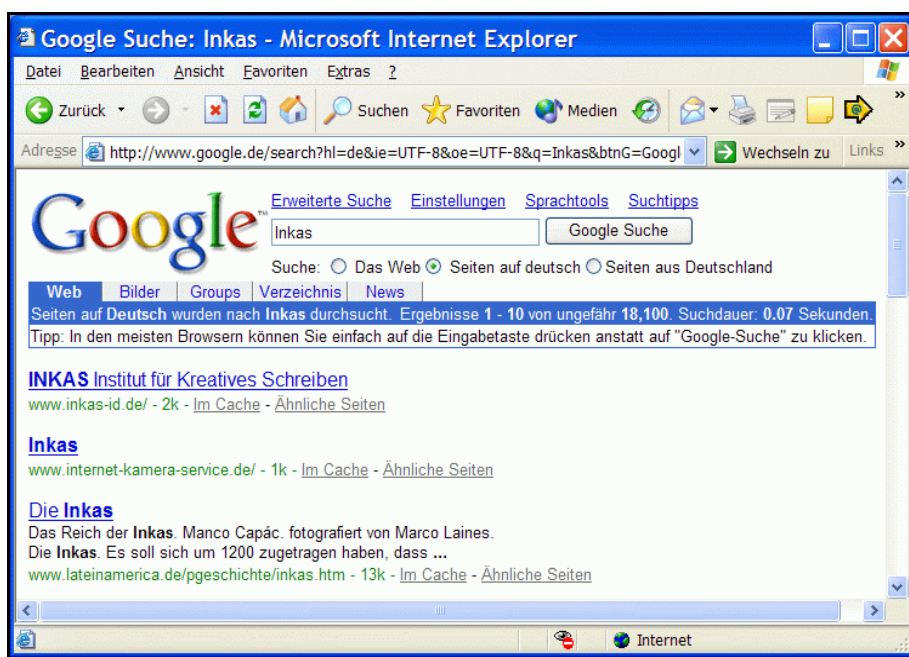 Google Suche: Inkas - Microsoft Internet Explorer
Datei Bearbeiten Ansicht Favoriten Extras ?
Zurück Suchen Favoriten Medien »
Adresse http://www.google.de/search?hl=de&ie=UTF-8&oe=UTF-8&q=Inkas&btnG=Googl Wechseln zu Links »
Google™
Erweiterte Suche Einstellungen Sprachtools Suchtipps
Inkas Google Suche
Suche: Das Web Seiten auf deutsch Seiten aus Deutschland
Web Bilder Groups Verzeichnis News
Seiten auf Deutsch wurden nach Inkas durchsucht. Ergebnisse 1 - 10 von ungefähr 18,100. Suchdauer: 0.07 Sekunden.
Tipp: In den meisten Browsern können Sie einfach auf die Eingabetaste drücken anstatt auf "Google-Suche" zu klicken.
INKAS Institut für Kreatives Schreiben
www.inkas-id.de/ - 2k - Im Cache - Ähnliche Seiten
Inkas
www.internet-kamera-service.de/ - 1k - Im Cache - Ähnliche Seiten
Die Inkas
Das Reich der Inkas. Manco Capác. fotografiert von Marco Laines.
Die Inkas. Es soll sich um 1200 zugetragen haben, dass ...
www.lateinamerica.de/pgeschichte/inkas.htm - 13k - Im Cache - Ähnliche Seiten
Internet